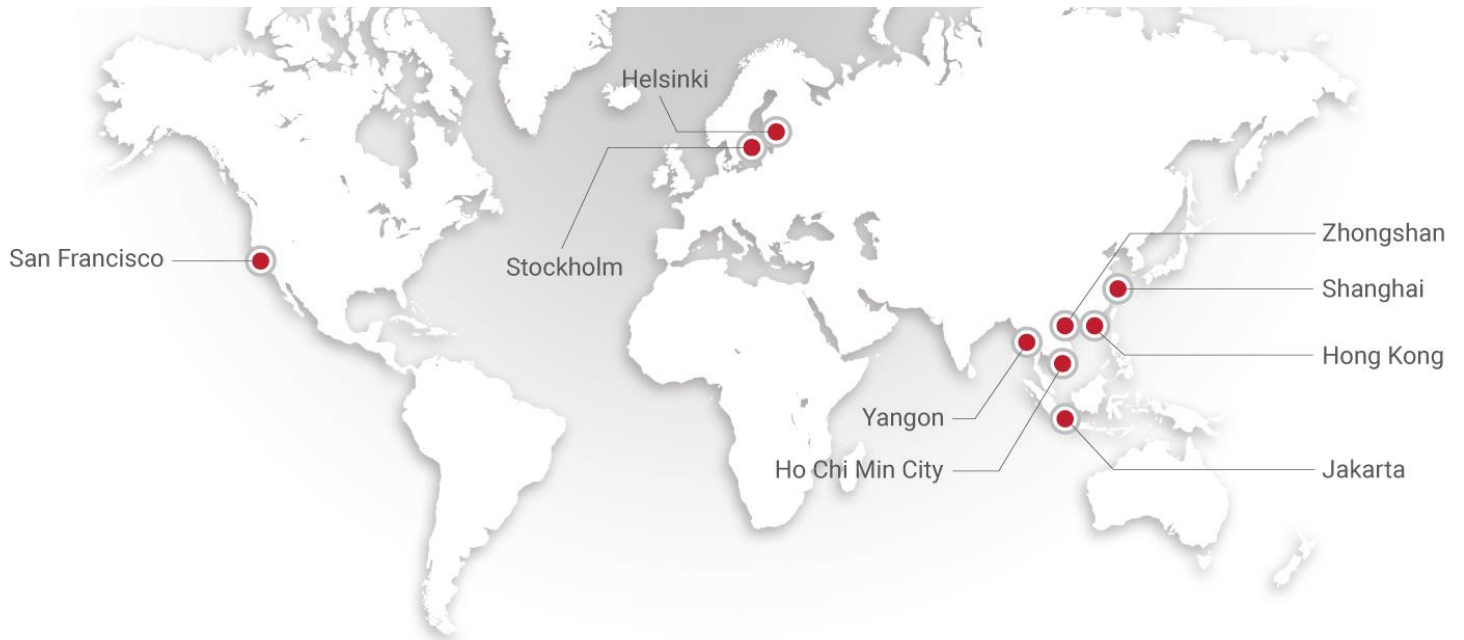 Helsinki
Stockholm
San Francisco
Zhongshan
Shanghai
Hong Kong
Yangon
Ho Chi Min City
Jakarta